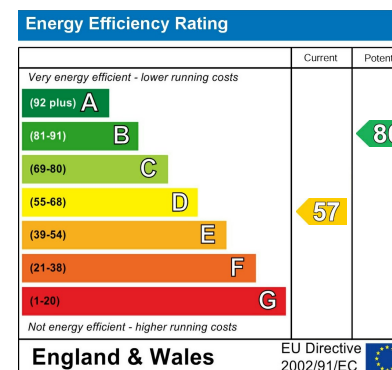 Energy Efficiency Rating
Current
Very energy efficient - lower running costs
(92 plus) A
(81-91) B
(69-80) C
(55-68) D
57
(39-54) E
(21-38) F
(1-20) G
Not energy efficient - higher running costs
England & Wales
EU Directive
2002/91/EC